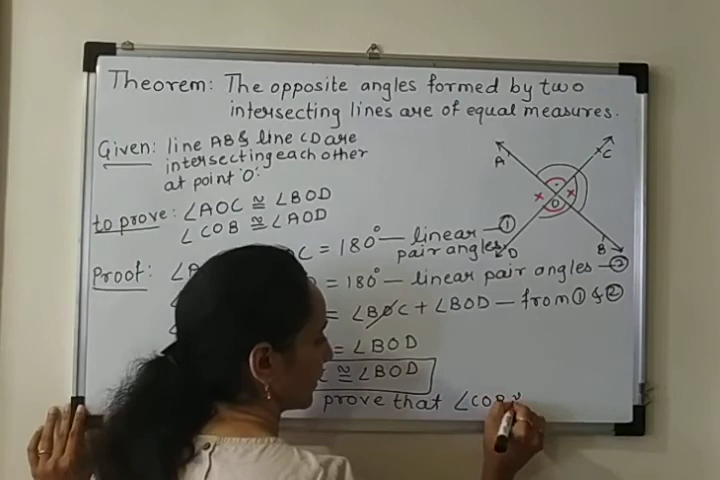 Theorem: The opposite angles formed by two
intersecting lines are of equal measures.
Given: line AB & line CD are
intersecting each other
at point 'O'.
to prove: ∠AOC ≅ ∠BOD
∠COB ≅ ∠AOD
Proof: ∠A OC = 180° — linear pair angles — ①
= 180° — linear pair angles — ②
= ∠BOC + ∠BOD — from ① & ②
= ∠BOD
≅ ∠BOD
prove that ∠COB
A
C
O
D
B